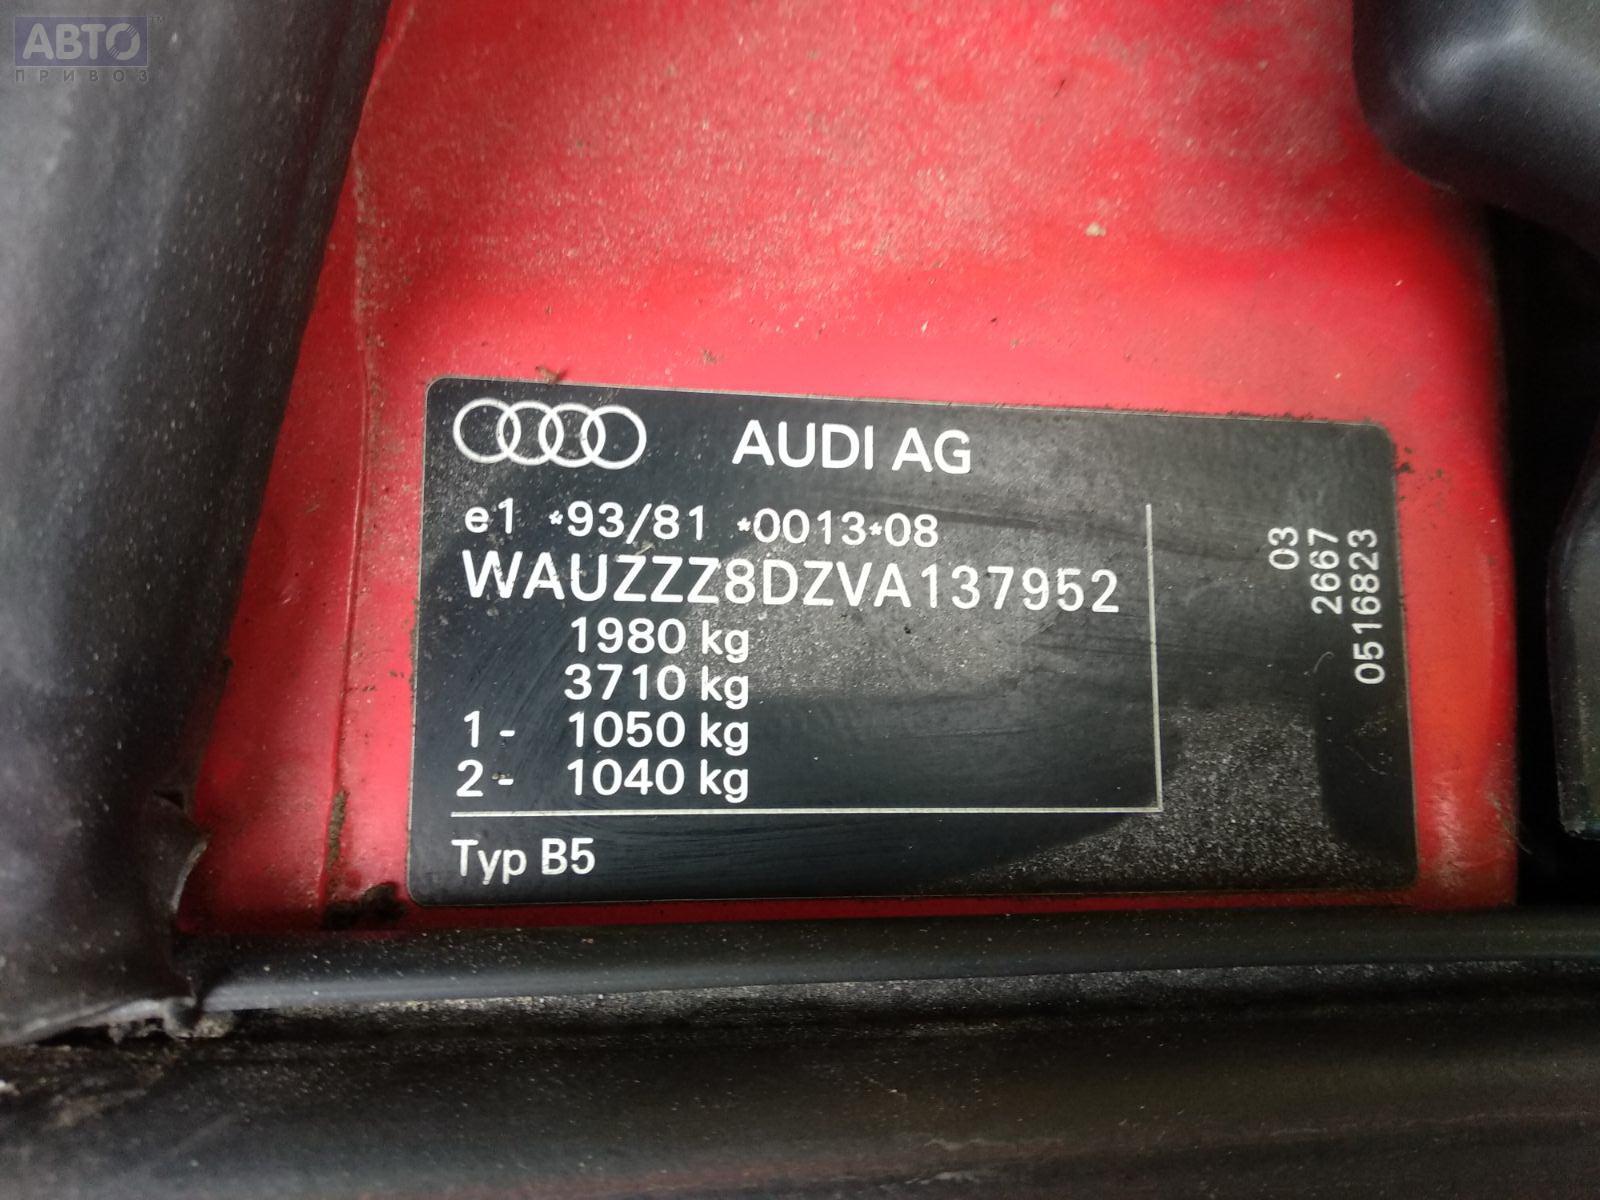 АВТО™
ПРИВОЗ
AUDI AG
e1 *93/81 *0013*08
WAUZZZ8DZVA137952
1980 kg
3710 kg
1- 1050 kg
2- 1040 kg
Typ B5
03
2667
0516823